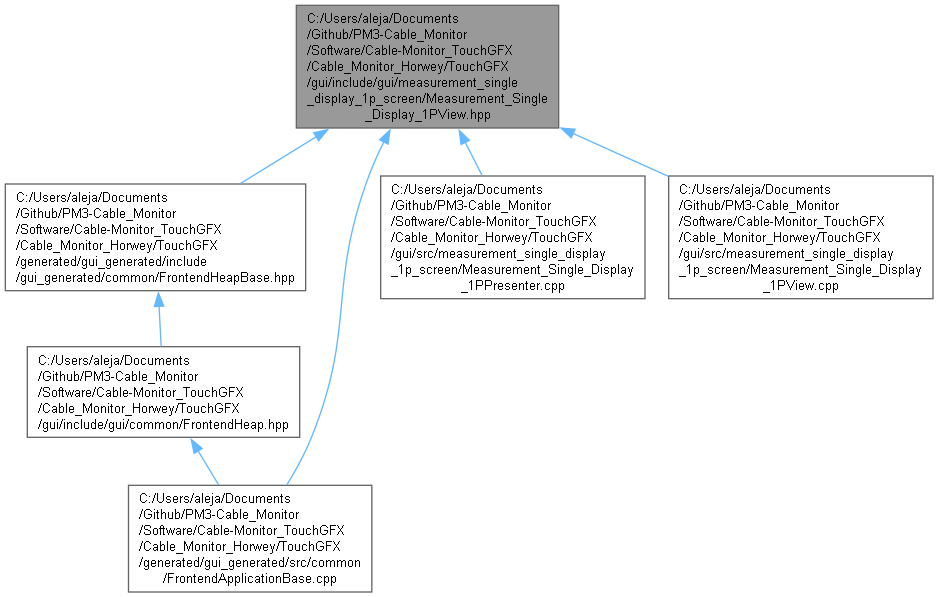 C:/Users/aleja/Documents
/Github/PM3-Cable_Monitor
/Software/Cable-Monitor_TouchGFX
/Cable_Monitor_Horwey/TouchGFX
/gui/include/gui/measurement_single
_display_1p_screen/Measurement_Single
_Display_1PView.hpp
C:/Users/aleja/Documents
/Github/PM3-Cable_Monitor
/Software/Cable-Monitor_TouchGFX
/Cable_Monitor_Horwey/TouchGFX
/generated/gui_generated/include
/gui_generated/common/FrontendHeapBase.hpp
C:/Users/aleja/Documents
/Github/PM3-Cable_Monitor
/Software/Cable-Monitor_TouchGFX
/Cable_Monitor_Horwey/TouchGFX
/gui/src/measurement_single_display
_1p_screen/Measurement_Single_Display
_1PPresenter.cpp
C:/Users/aleja/Documents
/Github/PM3-Cable_Monitor
/Software/Cable-Monitor_TouchGFX
/Cable_Monitor_Horwey/TouchGFX
/gui/src/measurement_single_display
_1p_screen/Measurement_Single_Display
_1PView.cpp
C:/Users/aleja/Documents
/Github/PM3-Cable_Monitor
/Software/Cable-Monitor_TouchGFX
/Cable_Monitor_Horwey/TouchGFX
/gui/include/gui/common/FrontendHeap.hpp
C:/Users/aleja/Documents
/Github/PM3-Cable_Monitor
/Software/Cable-Monitor_TouchGFX
/Cable_Monitor_Horwey/TouchGFX
/generated/gui_generated/src/common
/FrontendApplicationBase.cpp